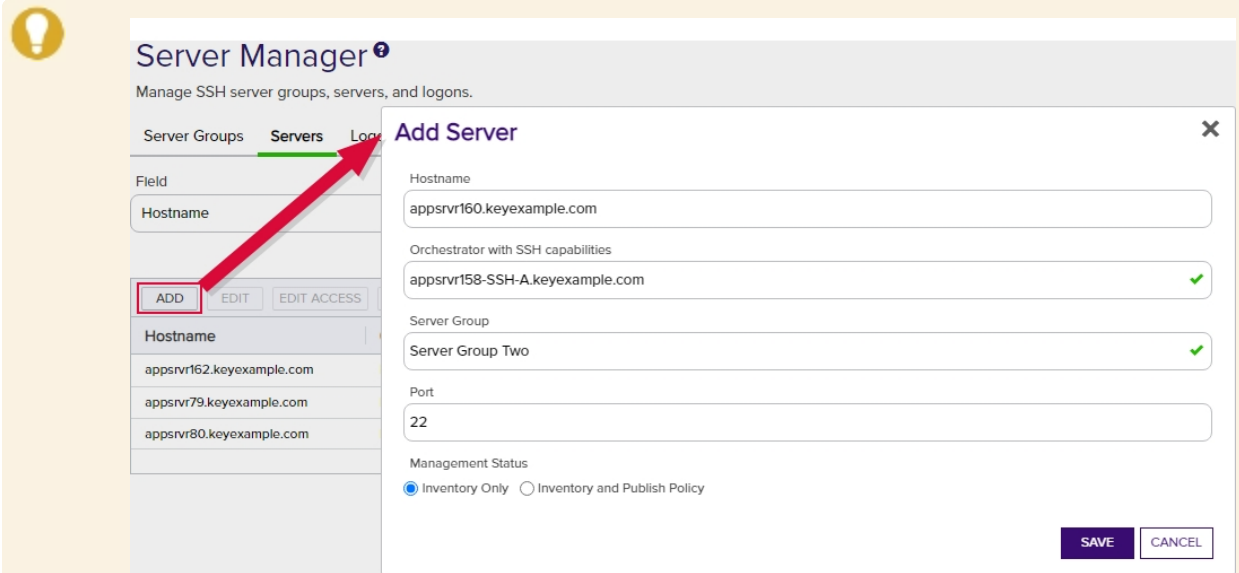 Server Manager ?
Manage SSH server groups, servers, and logons.
Server Groups Servers
Field
Hostname
ADD EDIT EDIT ACCESS
Hostname
appsrvr162.keyexample.com
appsrvr79.keyexample.com
appsrvr80.keyexample.com
Add Server
Hostname
appsrvr160.keyexample.com
Orchestrator with SSH capabilities
appsrvr158-SSH-A.keyexample.com
Server Group
Server Group Two
Port
22
Management Status
Inventory Only Inventory and Publish Policy
SAVE CANCEL